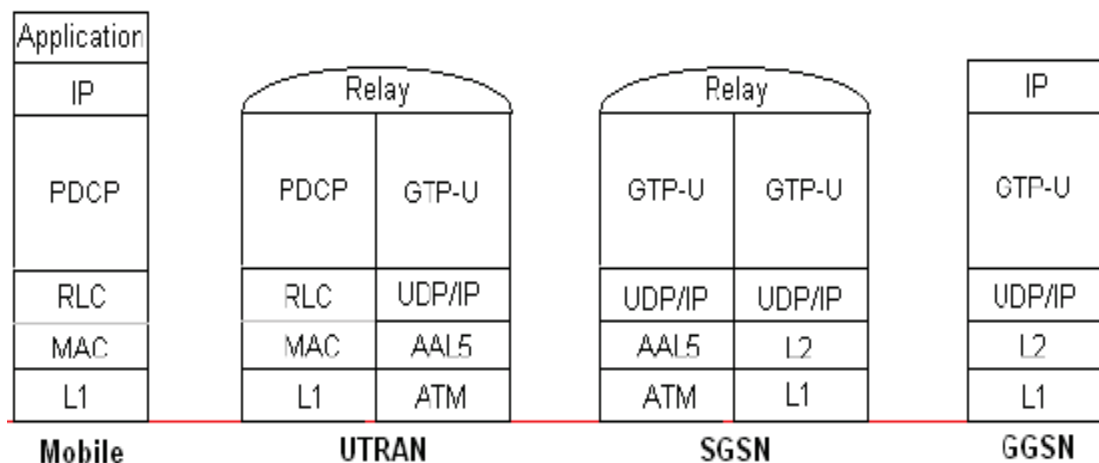 Application
IP
PDCP
RLC
MAC
L1
Mobile
Relay
PDCP GTP-U
RLC UDP/IP
MAC AAL5
L1 ATM
UTRAN
Relay
GTP-U GTP-U
UDP/IP UDP/IP
AAL5 L2
ATM L1
SGSN
IP
GTP-U
UDP/IP
L2
L1
GGSN